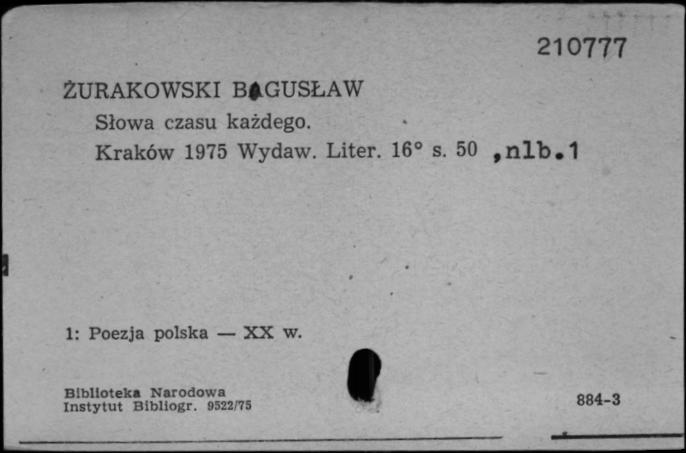 210777
ŻURAKOWSKI BOGUSŁAW
Słowa czasu każdego.
Kraków 1975 Wydaw. Liter. 16° s. 50 ,nlb.1
1: Poezja polska — XX w.
Biblioteka Narodowa
Instytut Bibliogr. 9522/75
884-3